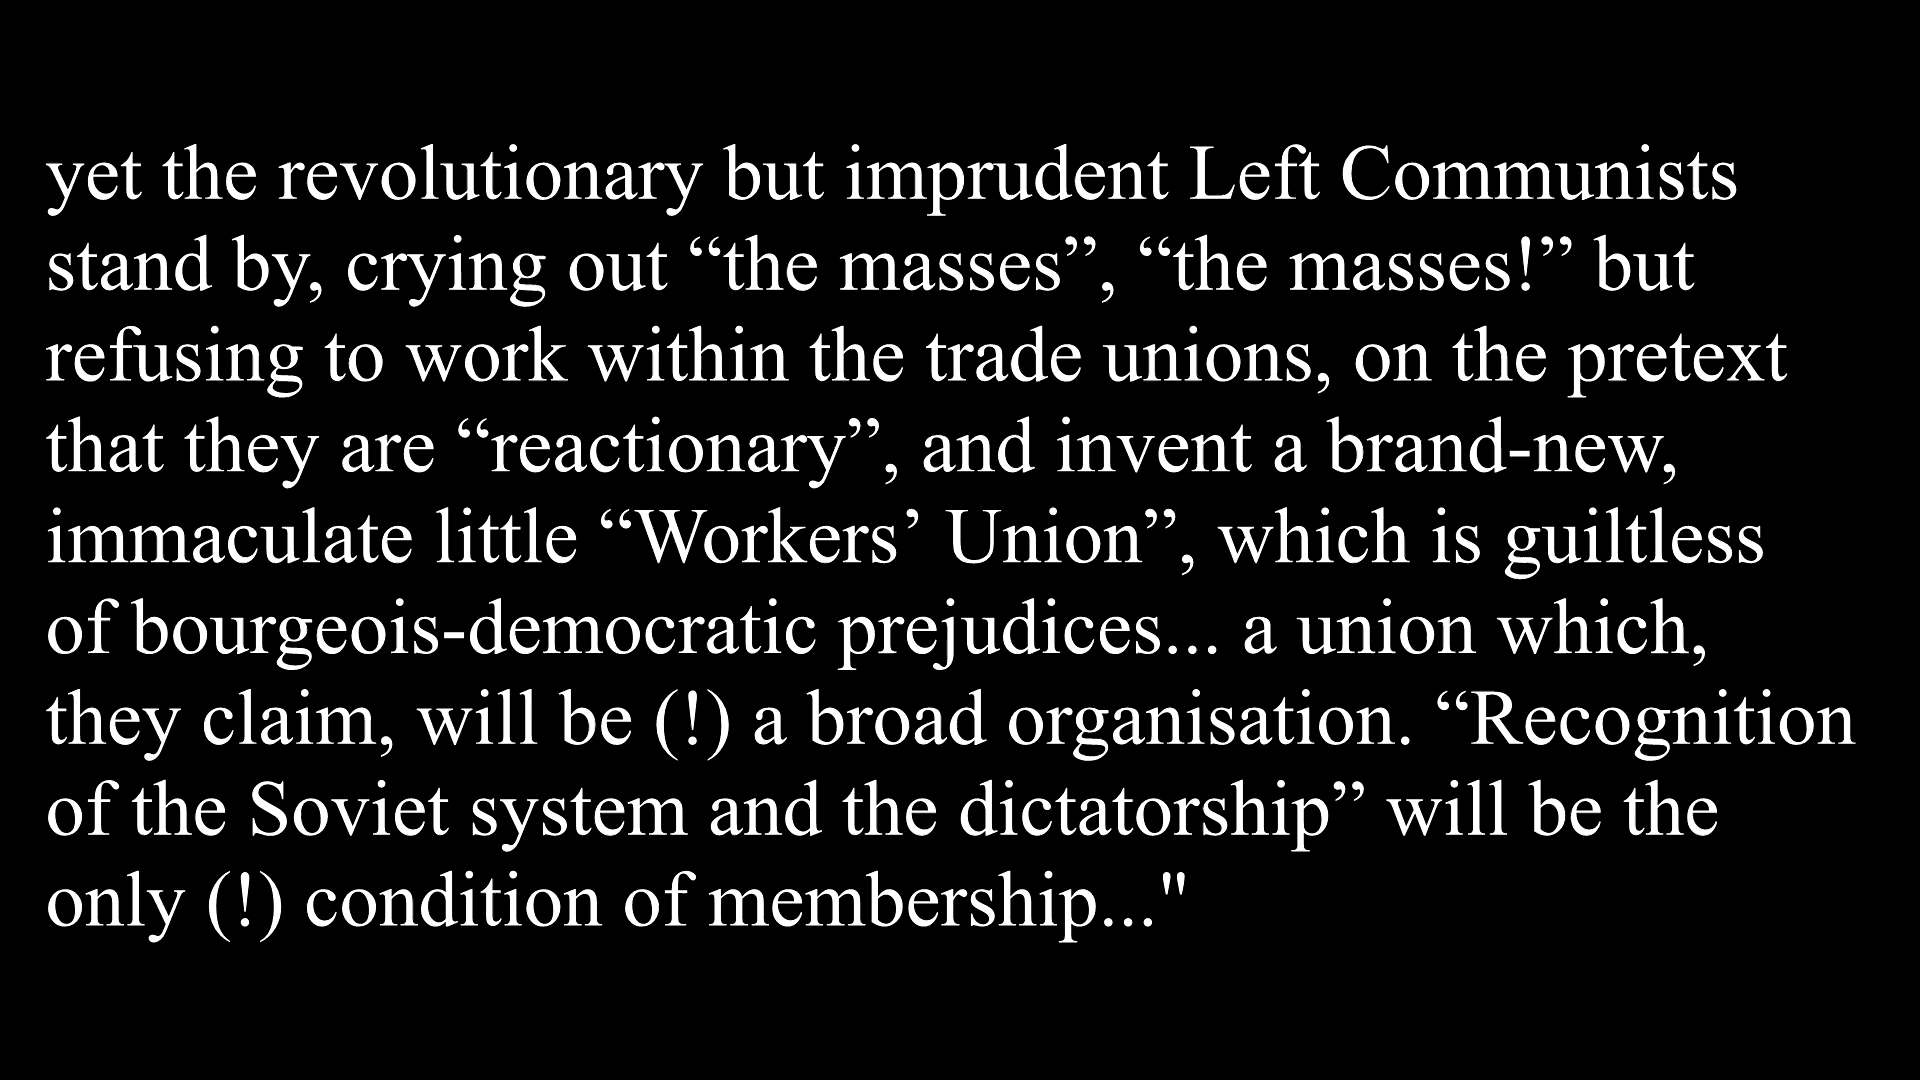 yet the revolutionary but imprudent Left Communists
stand by, crying out “the masses”, “the masses!” but
refusing to work within the trade unions, on the pretext
that they are “reactionary”, and invent a brand-new,
immaculate little “Workers’ Union”, which is guiltless
of bourgeois-democratic prejudices... a union which,
they claim, will be (!) a broad organisation. “Recognition
of the Soviet system and the dictatorship” will be the
only (!) condition of membership..."